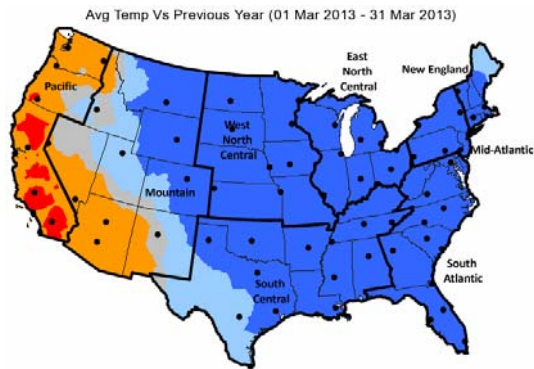 Avg Temp Vs Previous Year (01 Mar 2013 - 31 Mar 2013)
East
North
Central
New England
Pacific
West
North
Central
Mid-Atlantic
Mountain
South
Atlantic
South
Central